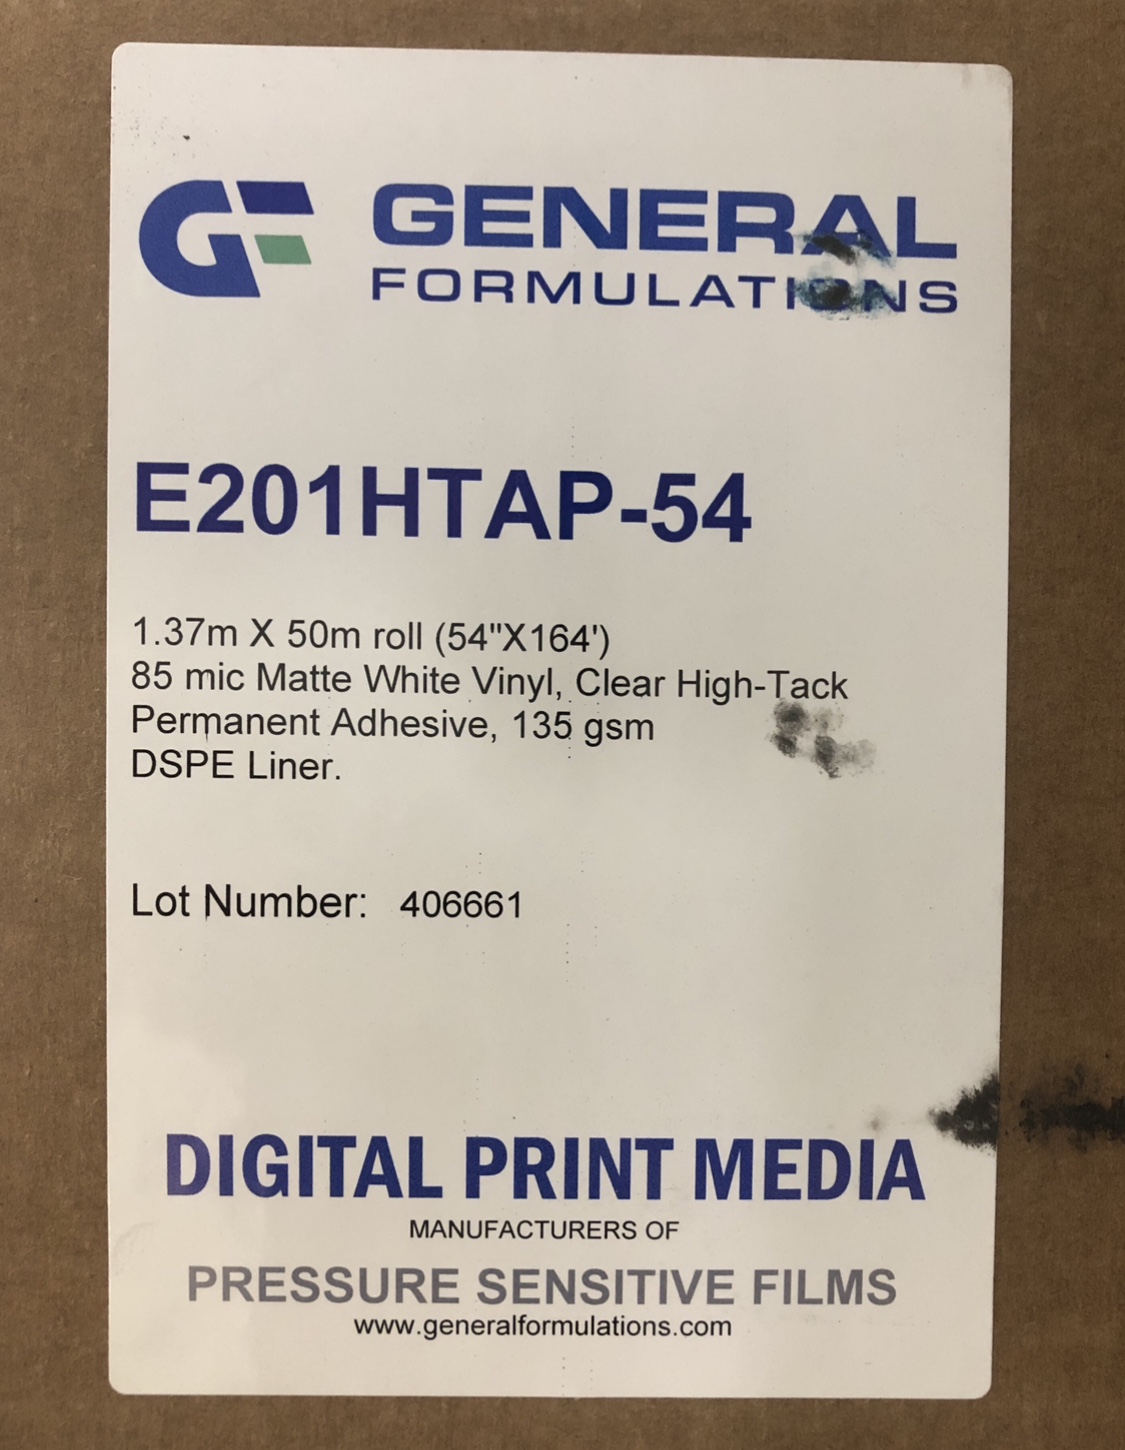 GF GENERAL
FORMULATIONS
E201HTAP-54
1.37m X 50m roll (54"X164')
85 mic Matte White Vinyl, Clear High-Tack
Permanent Adhesive, 135 gsm
DSPE Liner.
Lot Number: 406661
DIGITAL PRINT MEDIA
MANUFACTURERS OF
PRESSURE SENSITIVE FILMS
www.generalformulations.com